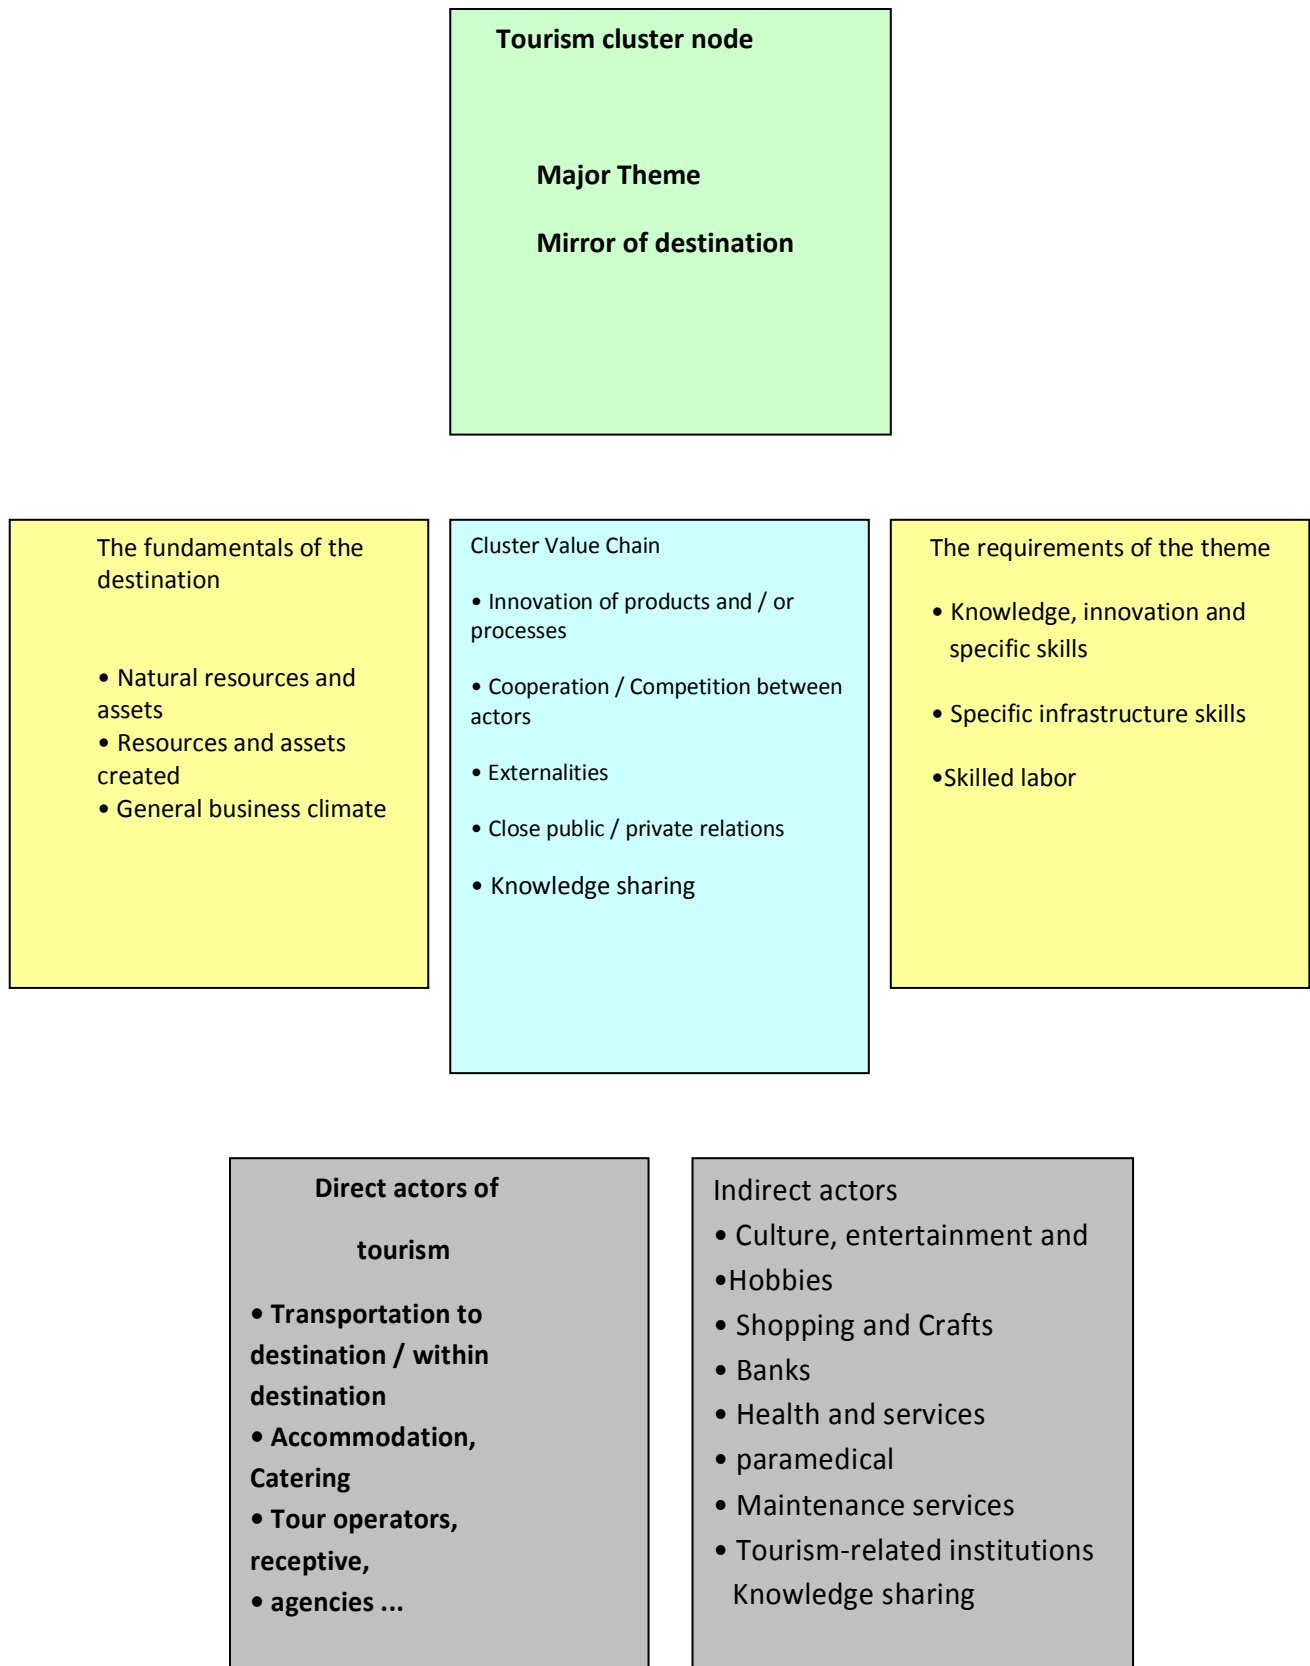 Tourism cluster node
Major Theme
Mirror of destination
The fundamentals of the
destination
• Natural resources and
assets
• Resources and assets
created
• General business climate
Cluster Value Chain
• Innovation of products and / or
processes
• Cooperation / Competition between
actors
• Externalities
• Close public / private relations
• Knowledge sharing
The requirements of the theme
• Knowledge, innovation and
specific skills
• Specific infrastructure skills
•Skilled labor
Direct actors of
tourism
• Transportation to
destination / within
destination
• Accommodation,
Catering
• Tour operators,
receptive,
• agencies ...
Indirect actors
• Culture, entertainment and
•Hobbies
• Shopping and Crafts
• Banks
• Health and services
• paramedical
• Maintenance services
• Tourism-related institutions
Knowledge sharing